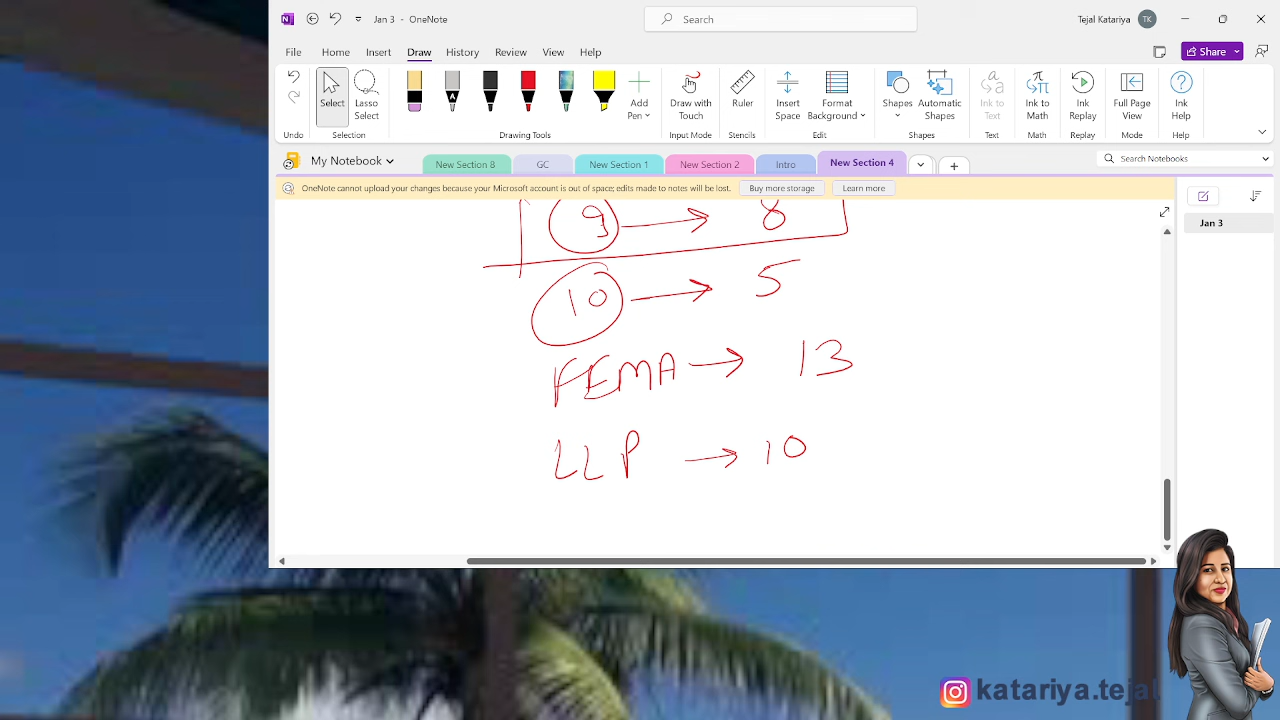 Jan 3 - OneNote
Search
Tejal Katariya TK
File Home Insert Draw History Review View Help
Share
Select
Lasso Select
Add Pen
Draw with Touch
Ruler
Insert Space
Format Background
Shapes
Automatic Shapes
Ink to Text
Ink to Math
Ink Replay
Full Page View
Ink Help
Undo Selection Drawing Tools Input Mode Stencils Edit Shapes Text Math Replay Mode Help
My Notebook
Section 8 GC New Section 1 New Section 2 Intro New Section 4
Search Notebooks
OneNote cannot upload your changes because your Microsoft account is out of space; edits made to notes will be lost. Buy more storage Learn more
Jan 3
9 → 8
10 → 5
FEMA → 13
LLP → 10
katariya.tejal